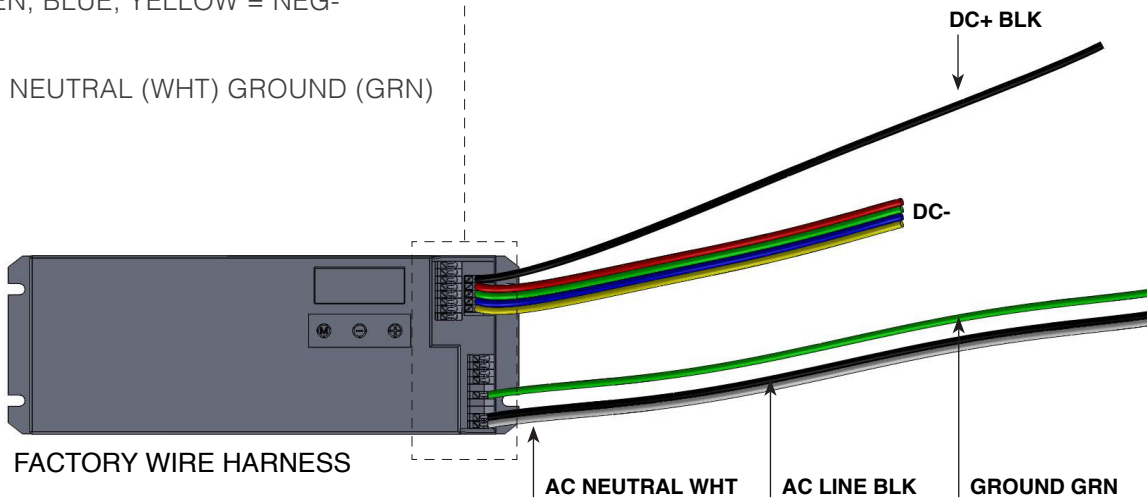 EEN, BLUE, YELLOW = NEG-
NEUTRAL (WHT) GROUND (GRN)
DC+ BLK
DC-
M - +
FACTORY WIRE HARNESS
AC NEUTRAL WHT
AC LINE BLK
GROUND GRN